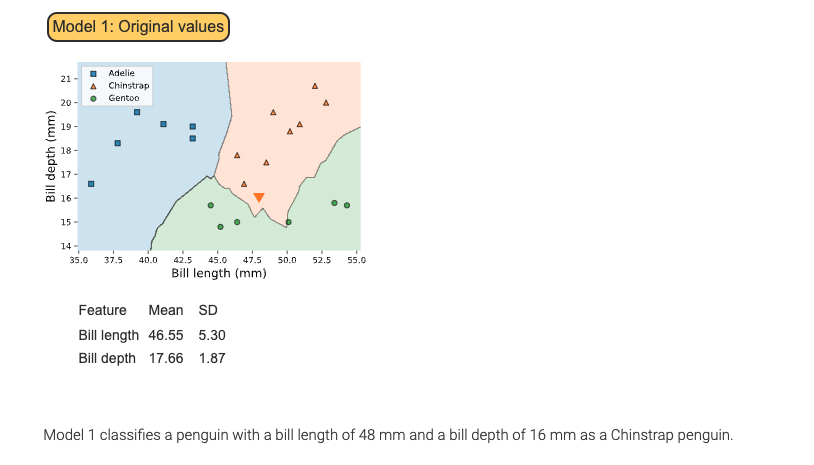 Model 1: Original values
Adelie
Chinstrap
Gentoo
21
20
19
18
17
16
15
14
Bill depth (mm)
35.0 37.5 40.0 42.5 45.0 47.5 50.0 52.5 55.0
Bill length (mm)
Feature Mean SD
Bill length 46.55 5.30
Bill depth 17.66 1.87
Model 1 classifies a penguin with a bill length of 48 mm and a bill depth of 16 mm as a Chinstrap penguin.